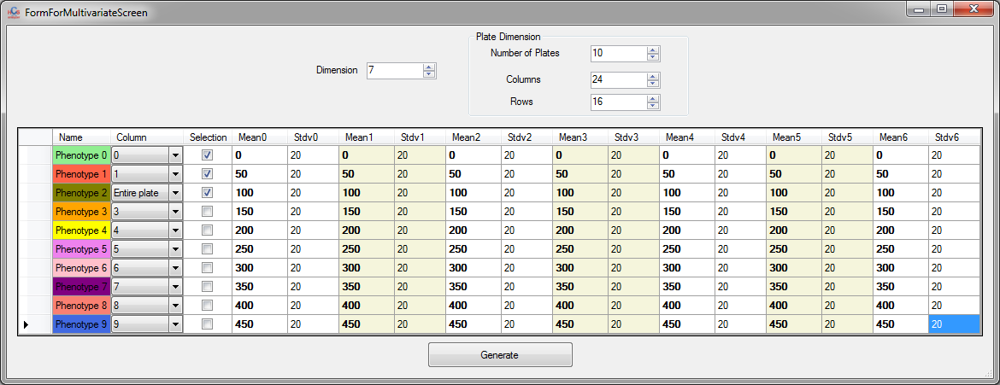 FormForMultivariateScreen
Plate Dimension
Number of Plates 10
Dimension 7
Columns 24
Rows 16
Name Column Selection Mean0 Stdv0 Mean1 Stdv1 Mean2 Stdv2 Mean3 Stdv3 Mean4 Stdv4 Mean5 Stdv5 Mean6 Stdv6
Phenotype 0 0 0 20 0 20 0 20 0 20 0 20 0 20 0 20
Phenotype 1 1 50 20 50 20 50 20 50 20 50 20 50 20 50 20
Phenotype 2 Entire plate 100 20 100 20 100 20 100 20 100 20 100 20 100 20
Phenotype 3 3 150 20 150 20 150 20 150 20 150 20 150 20 150 20
Phenotype 4 4 200 20 200 20 200 20 200 20 200 20 200 20 200 20
Phenotype 5 5 250 20 250 20 250 20 250 20 250 20 250 20 250 20
Phenotype 6 6 300 20 300 20 300 20 300 20 300 20 300 20 300 20
Phenotype 7 7 350 20 350 20 350 20 350 20 350 20 350 20 350 20
Phenotype 8 8 400 20 400 20 400 20 400 20 400 20 400 20 400 20
Phenotype 9 9 450 20 450 20 450 20 450 20 450 20 450 20 450 20
Generate